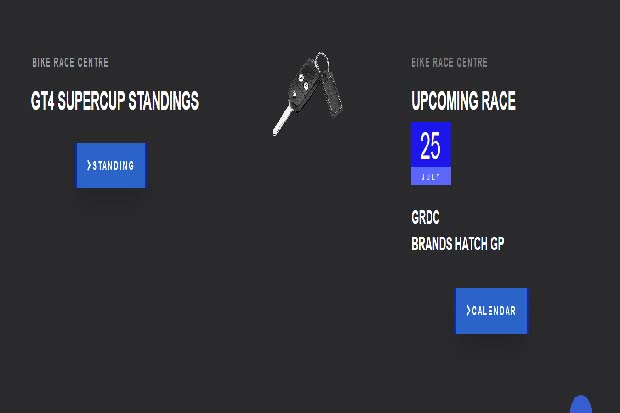 BIKE RACE CENTRE
GT4 SUPERCUP STANDINGS
STANDING
BIKE RACE CENTRE
UPCOMING RACE
25
JULY
GRDC
BRANDS HATCH GP
CALENDAR